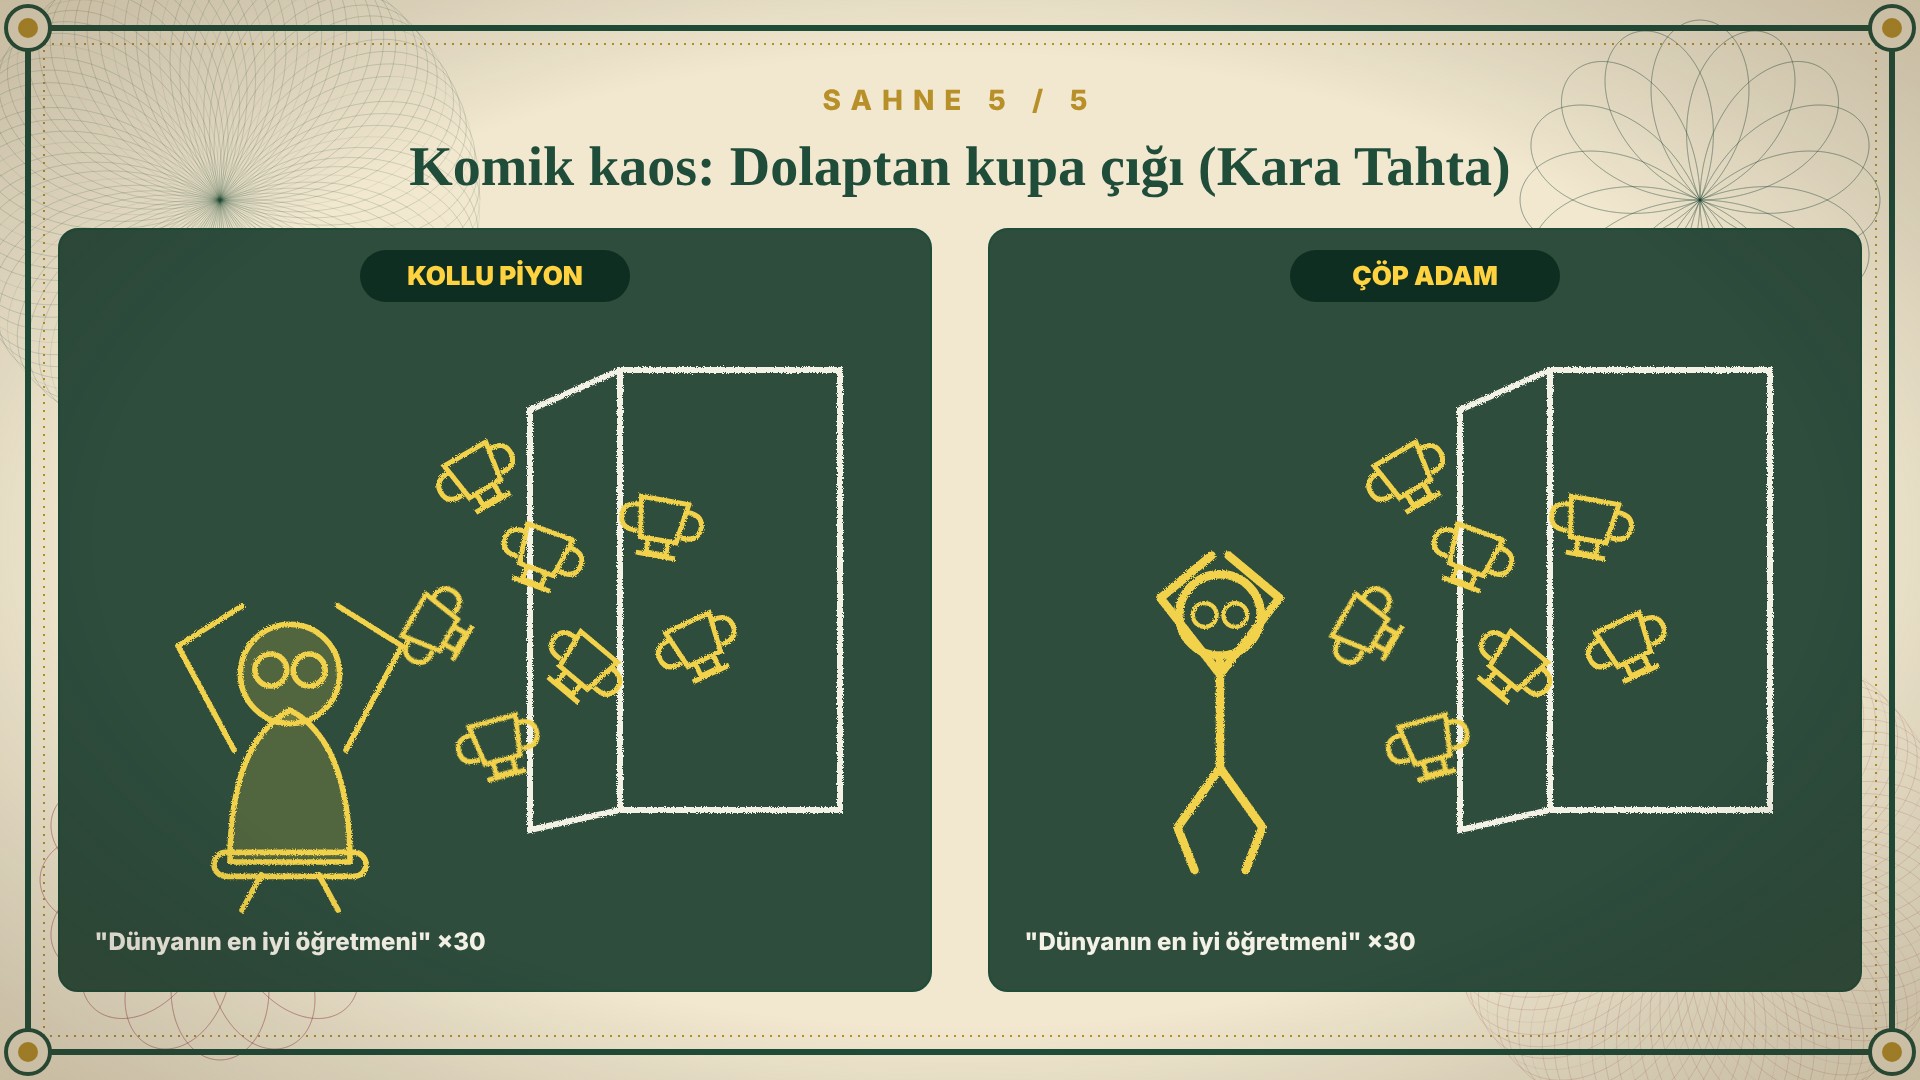 SAHNE 5 / 5
Komik kaos: Dolaptan kupa çığı (Kara Tahta)
KOLLU PİYON
ÇÖP ADAM
"Dünyanın en iyi öğretmeni" ×30
"Dünyanın en iyi öğretmeni" ×30